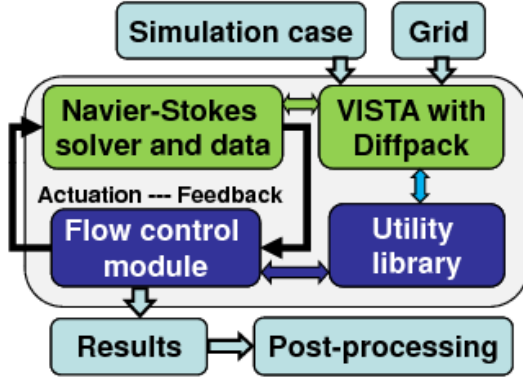 Simulation case
Grid
Navier-Stokes
solver and data
VISTA with
Diffpack
Actuation --- Feedback
Flow control
module
Utility
library
Results
Post-processing